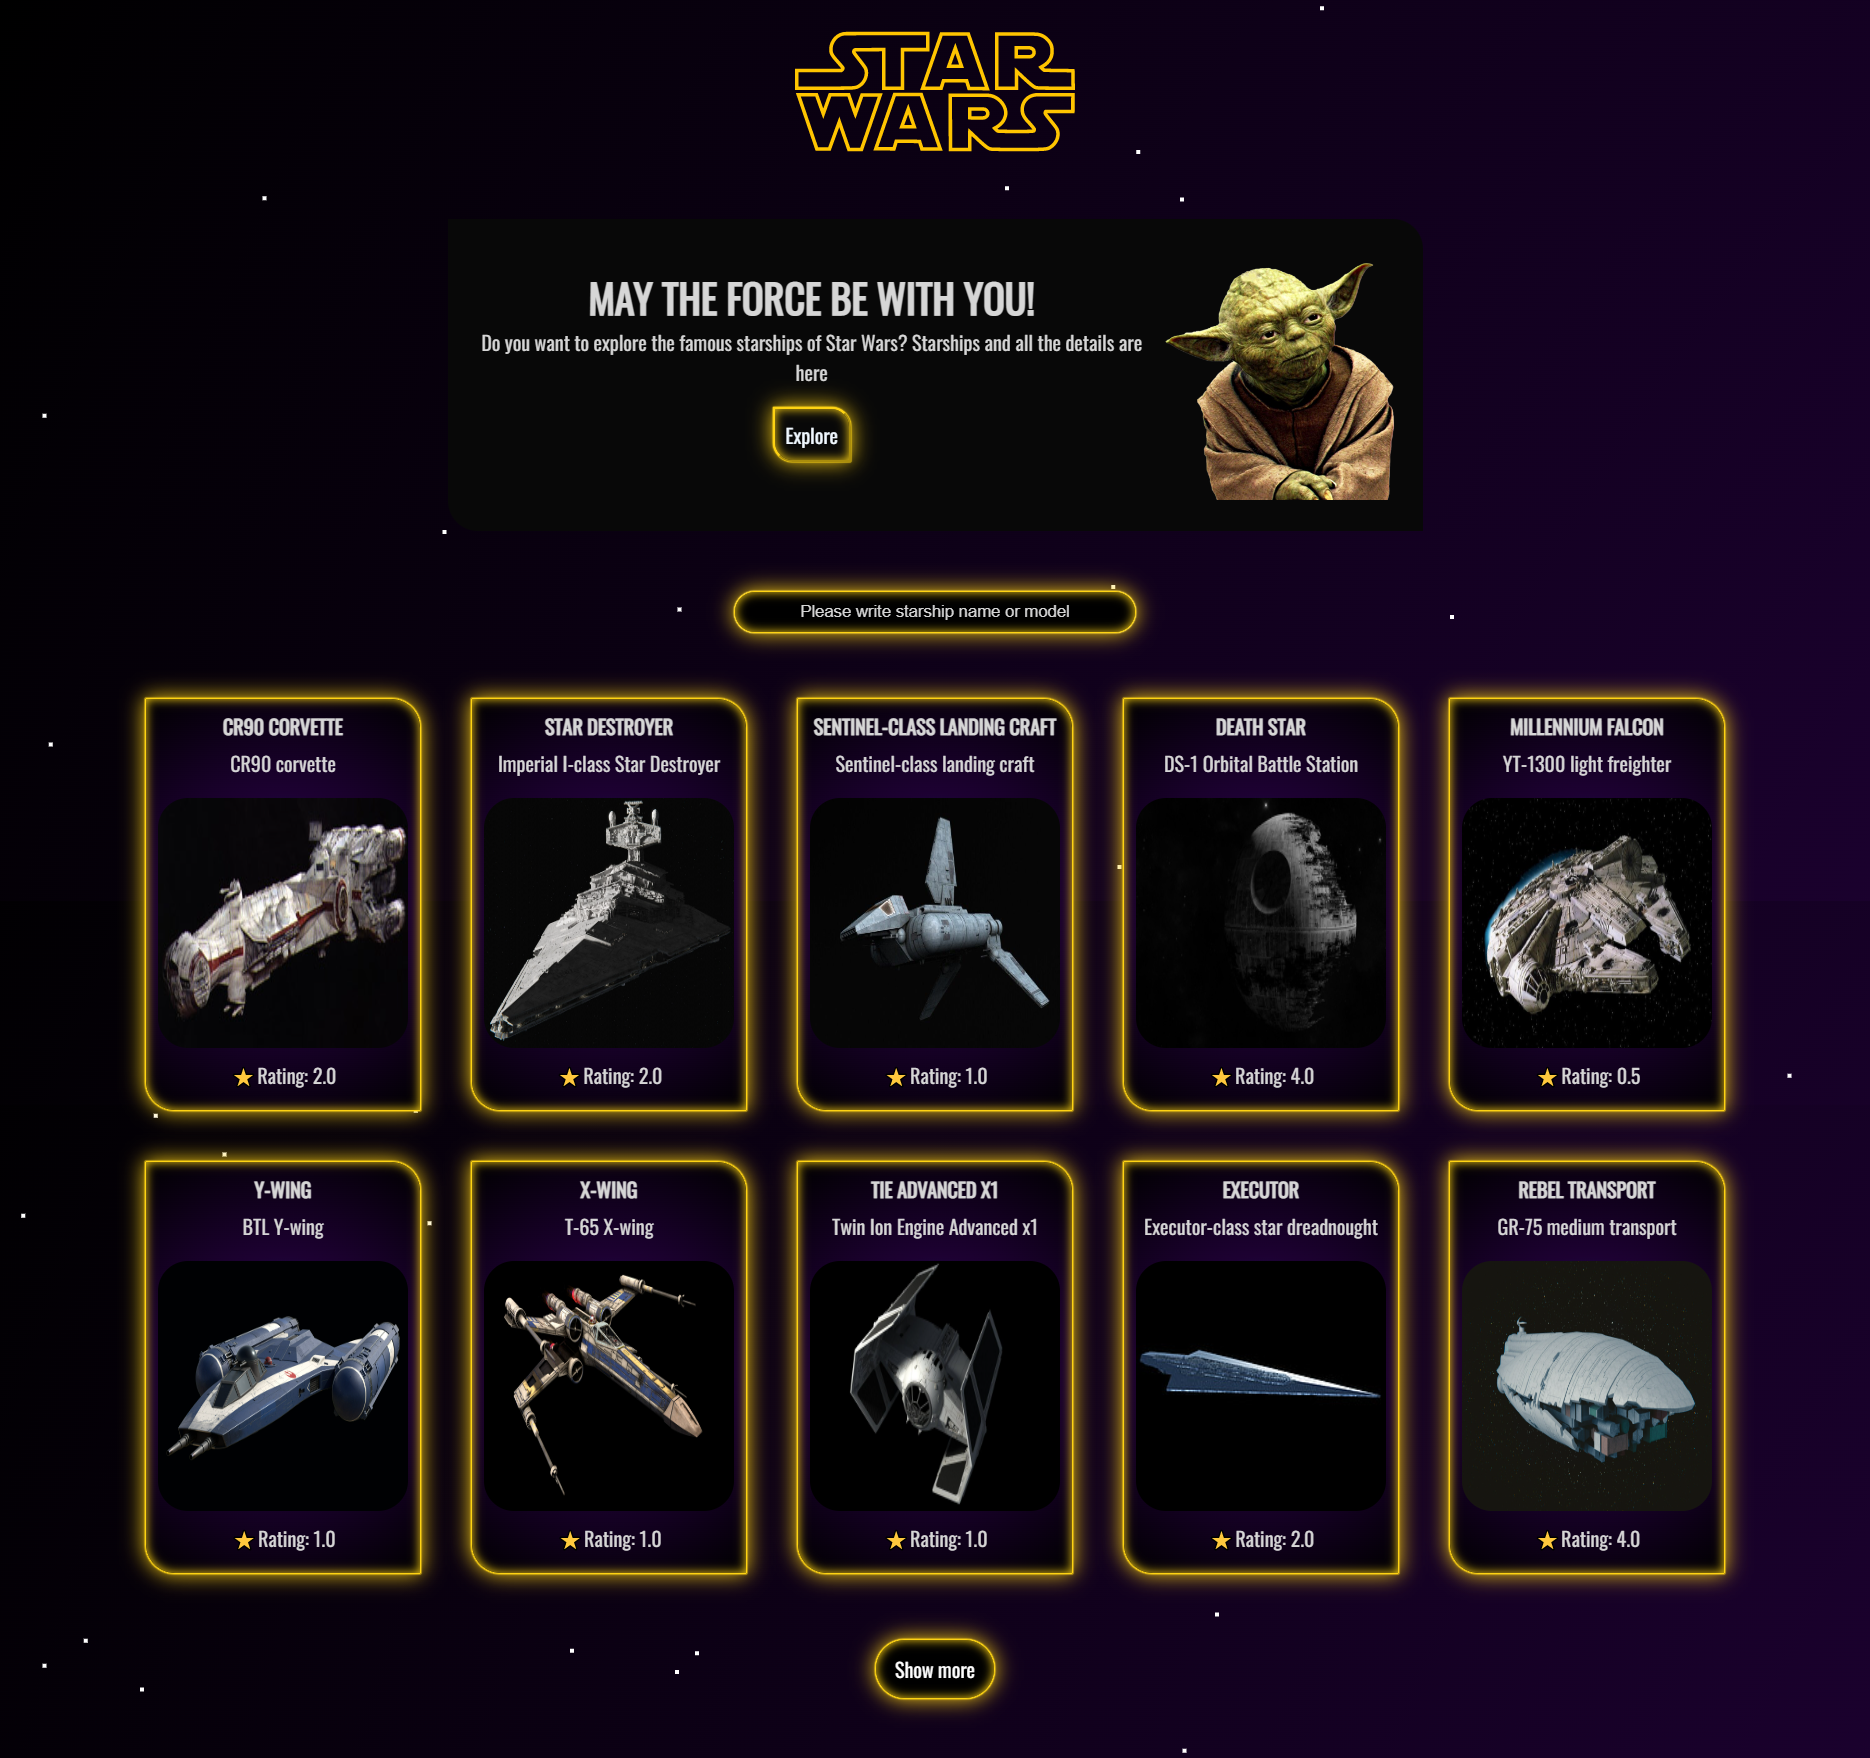 STAR
WARS
MAY THE FORCE BE WITH YOU!
Do you want to explore the famous starships of Star Wars? Starships and all the details are
here
Explore
Please write starship name or model
CR90 CORVETTE
CR90 corvette
Rating: 2.0
STAR DESTROYER
Imperial I-class Star Destroyer
Rating: 2.0
SENTINEL-CLASS LANDING CRAFT
Sentinel-class landing craft
Rating: 1.0
DEATH STAR
DS-1 Orbital Battle Station
Rating: 4.0
MILLENNIUM FALCON
YT-1300 light freighter
Rating: 0.5
Y-WING
BTL Y-wing
Rating: 1.0
X-WING
T-65 X-wing
Rating: 1.0
TIE ADVANCED X1
Twin Ion Engine Advanced x1
Rating: 1.0
EXECUTOR
Executor-class star dreadnought
Rating: 2.0
REBEL TRANSPORT
GR-75 medium transport
Rating: 4.0
Show more